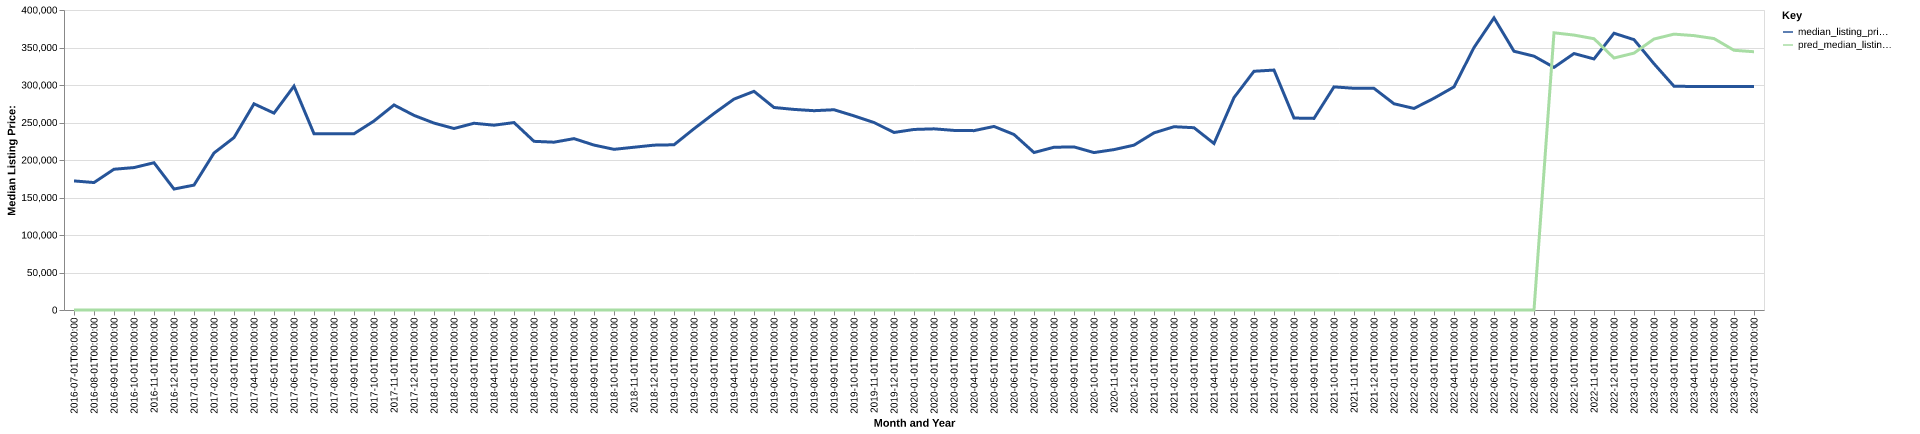 400,000
350,000
300,000
250,000
200,000
150,000
100,000
50,000
0
Median Listing Price:
2016-07-01T00:00:00
2016-08-01T00:00:00
2016-09-01T00:00:00
2016-10-01T00:00:00
2016-11-01T00:00:00
2016-12-01T00:00:00
2017-01-01T00:00:00
2017-02-01T00:00:00
2017-03-01T00:00:00
2017-04-01T00:00:00
2017-05-01T00:00:00
2017-06-01T00:00:00
2017-07-01T00:00:00
2017-08-01T00:00:00
2017-09-01T00:00:00
2017-10-01T00:00:00
2017-11-01T00:00:00
2017-12-01T00:00:00
2018-01-01T00:00:00
2018-02-01T00:00:00
2018-03-01T00:00:00
2018-04-01T00:00:00
2018-05-01T00:00:00
2018-06-01T00:00:00
2018-07-01T00:00:00
2018-08-01T00:00:00
2018-09-01T00:00:00
2018-10-01T00:00:00
2018-11-01T00:00:00
2018-12-01T00:00:00
2019-01-01T00:00:00
2019-02-01T00:00:00
2019-03-01T00:00:00
2019-04-01T00:00:00
2019-05-01T00:00:00
2019-06-01T00:00:00
2019-07-01T00:00:00
2019-08-01T00:00:00
2019-09-01T00:00:00
2019-10-01T00:00:00
2019-11-01T00:00:00
2019-12-01T00:00:00
2020-01-01T00:00:00
2020-02-01T00:00:00
2020-03-01T00:00:00
2020-04-01T00:00:00
2020-05-01T00:00:00
2020-06-01T00:00:00
2020-07-01T00:00:00
2020-08-01T00:00:00
2020-09-01T00:00:00
2020-10-01T00:00:00
2020-11-01T00:00:00
2020-12-01T00:00:00
2021-01-01T00:00:00
2021-02-01T00:00:00
2021-03-01T00:00:00
2021-04-01T00:00:00
2021-05-01T00:00:00
2021-06-01T00:00:00
2021-07-01T00:00:00
2021-08-01T00:00:00
2021-09-01T00:00:00
2021-10-01T00:00:00
2021-11-01T00:00:00
2021-12-01T00:00:00
2022-01-01T00:00:00
2022-02-01T00:00:00
2022-03-01T00:00:00
2022-04-01T00:00:00
2022-05-01T00:00:00
2022-06-01T00:00:00
2022-07-01T00:00:00
2022-08-01T00:00:00
2022-09-01T00:00:00
2022-10-01T00:00:00
2022-11-01T00:00:00
2022-12-01T00:00:00
2023-01-01T00:00:00
2023-02-01T00:00:00
2023-03-01T00:00:00
2023-04-01T00:00:00
2023-05-01T00:00:00
2023-06-01T00:00:00
2023-07-01T00:00:00
Month and Year
Key
median_listing_pri…
pred_median_listin…